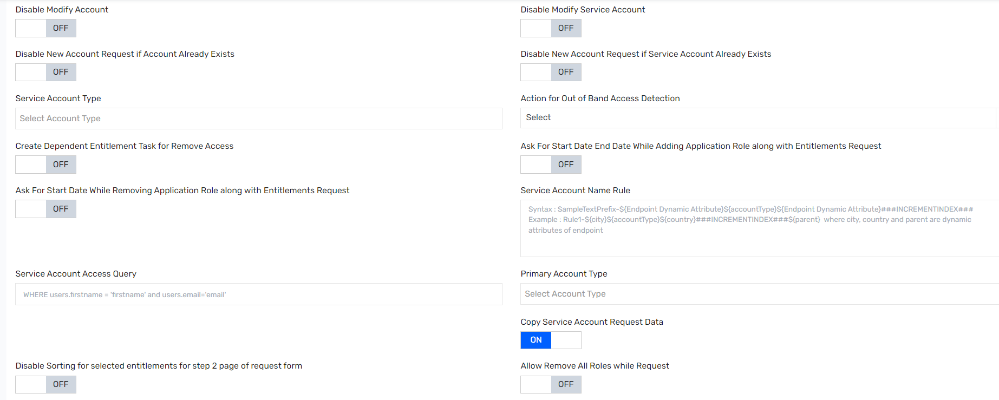 Disable Modify Account
Disable Modify Service Account
OFF
OFF
Disable New Account Request if Account Already Exists
Disable New Account Request if Service Account Already Exists
OFF
OFF
Service Account Type
Action for Out of Band Access Detection
Select Account Type
Select
Create Dependent Entitlement Task for Remove Access
Ask For Start Date End Date While Adding Application Role along with Entitlements Request
OFF
OFF
Ask For Start Date While Removing Application Role along with Entitlements Request
Service Account Name Rule
OFF
Syntax : SampleTextPrefix-${Endpoint Dynamic Attribute}${accountType}${Endpoint Dynamic Attribute}###INCREMENTINDEX###
Example : Rule1-${city}${accountType}${country}###INCREMENTINDEX###${parent}  where city, country and parent are dynamic
attributes of endpoint
Service Account Access Query
Primary Account Type
WHERE users.firstname = 'firstname' and users.email='email'
Select Account Type
Copy Service Account Request Data
ON
Disable Sorting for selected entitlements for step 2 page of request form
Allow Remove All Roles while Request
OFF
OFF